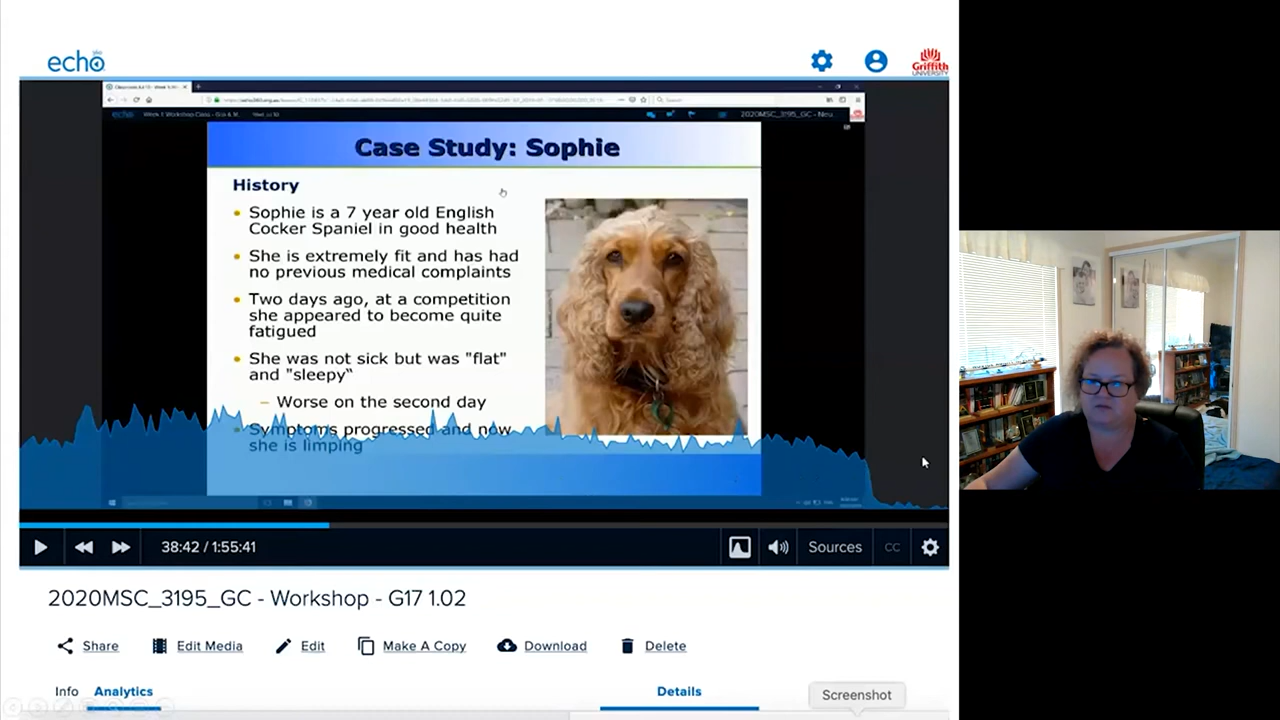 echo
360
Griffith
UNIVERSITY
2020MSC_3195_GC - Neu
Case Study: Sophie
History
• Sophie is a 7 year old English
Cocker Spaniel in good health
• She is extremely fit and has had
no previous medical complaints
• Two days ago, at a competition
she appeared to become quite
fatigued
• She was not sick but was "flat"
and "sleepy"
– Worse on the second day
• Symptoms progressed and now
she is limping
38:42 / 1:55:41
Sources
CC
2020MSC_3195_GC - Workshop - G17 1.02
Share
Edit Media
Edit
Make A Copy
Download
Delete
Info
Analytics
Details
Screenshot